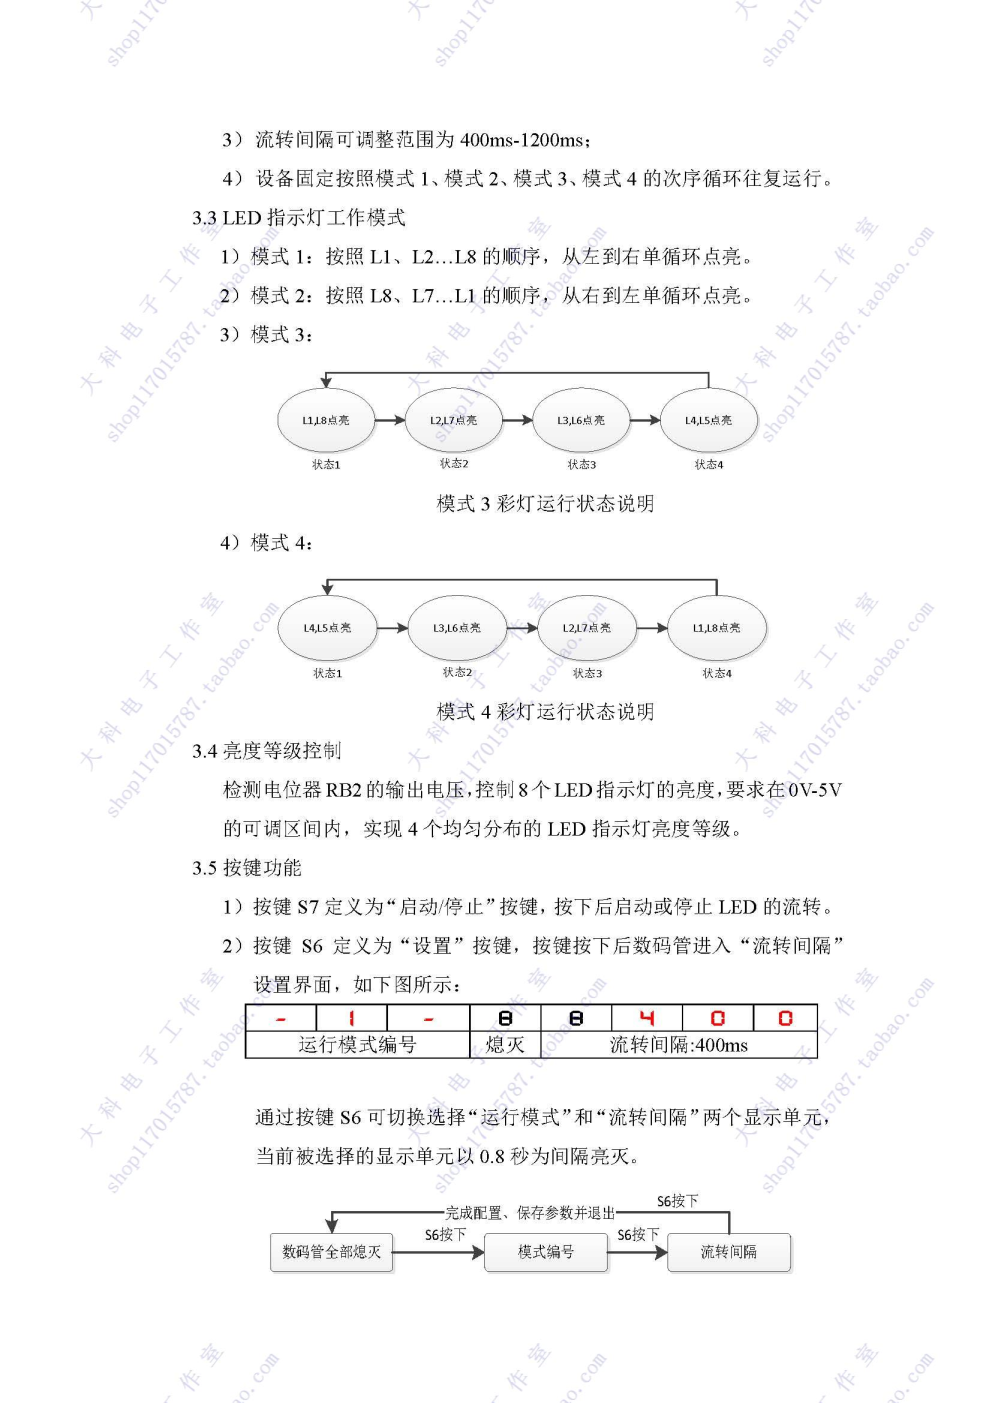 3） 流转间隔可调整范围为 400ms-1200ms；
4） 设备固定按照模式 1、模式 2、模式 3、模式 4 的次序循环往复运行。
3.3 LED 指示灯工作模式
1）模式 1：按照 L1、L2…L8 的顺序，从左到右单循环点亮。
2）模式 2：按照 L8、L7…L1 的顺序，从右到左单循环点亮。
3）模式 3：
L1,L8点亮 L2,L7点亮 L3,L6点亮 L4,L5点亮
状态1 状态2 状态3 状态4
模式 3 彩灯运行状态说明
4）模式 4：
L4,L5点亮 L3,L6点亮 L2,L7点亮 L1,L8点亮
状态1 状态2 状态3 状态4
模式 4 彩灯运行状态说明
3.4 亮度等级控制
检测电位器 RB2 的输出电压，控制 8 个 LED 指示灯的亮度，要求在 0V-5V
的可调区间内，实现 4 个均匀分布的 LED 指示灯亮度等级。
3.5 按键功能
1）按键 S7 定义为“启动/停止”按键，按下后启动或停止 LED 的流转。
2）按键 S6 定义为“设置”按键，按键按下后数码管进入“流转间隔”
设置界面，如下图所示：
- 1 - 8 8 4 0 0
运行模式编号 熄灭 流转间隔:400ms
通过按键 S6 可切换选择“运行模式”和“流转间隔”两个显示单元，
当前被选择的显示单元以 0.8 秒为间隔亮灭。
S6按下
完成配置、保存参数并退出
S6按下 S6按下
数码管全部熄灭 模式编号 流转间隔
大科电子工作室
shop117015787.taobao.com